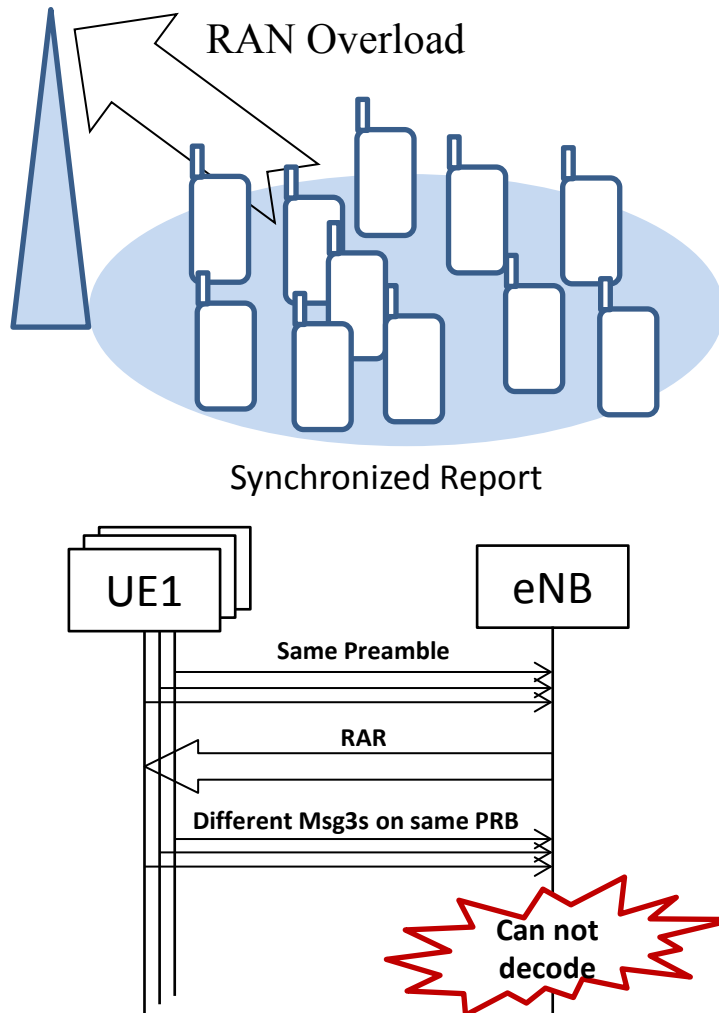 RAN Overload
Synchronized Report
UE1
eNB
Same Preamble
RAR
Different Msg3s on same PRB
Can not
decode